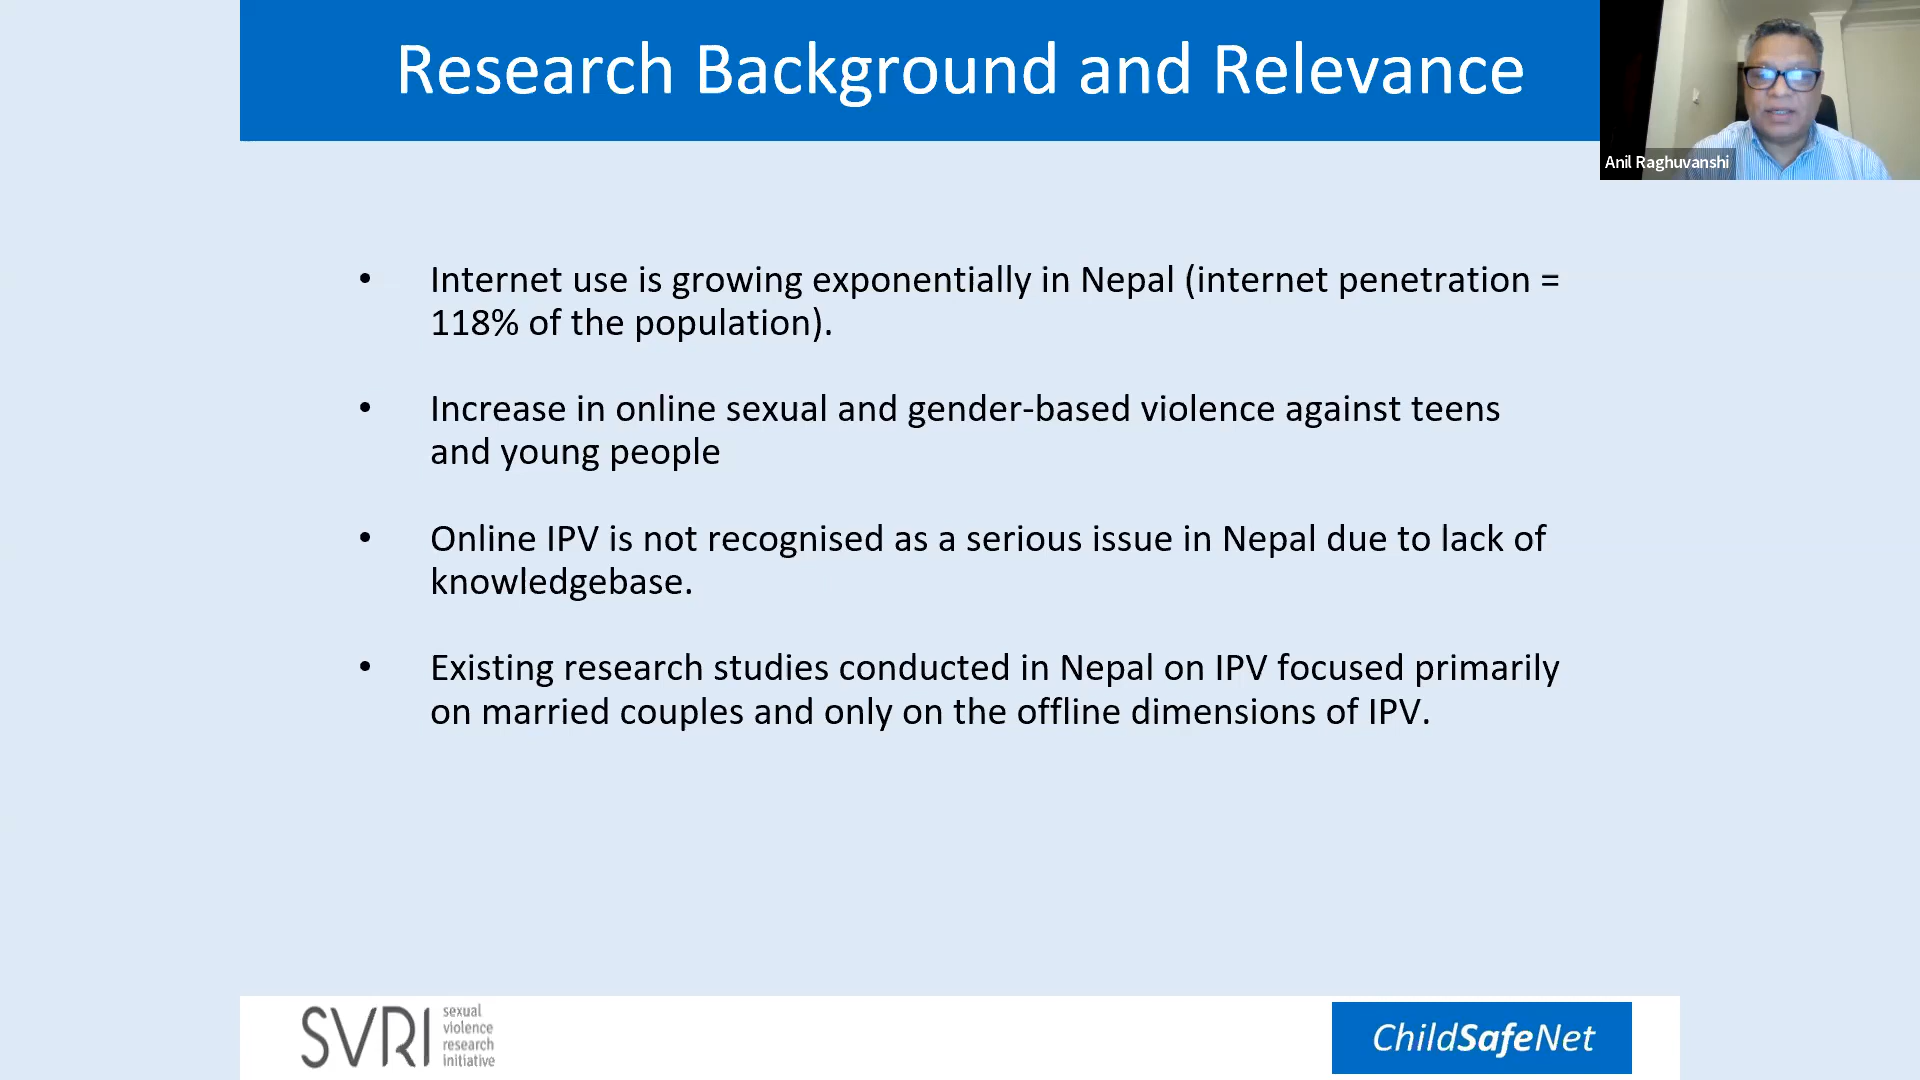 Research Background and Relevance
Anil Raghuvanshi
• Internet use is growing exponentially in Nepal (internet penetration =
118% of the population).
• Increase in online sexual and gender-based violence against teens
and young people
• Online IPV is not recognised as a serious issue in Nepal due to lack of
knowledgebase.
• Existing research studies conducted in Nepal on IPV focused primarily
on married couples and only on the offline dimensions of IPV.
SVRI
sexual
violence
research
initiative
ChildSafeNet